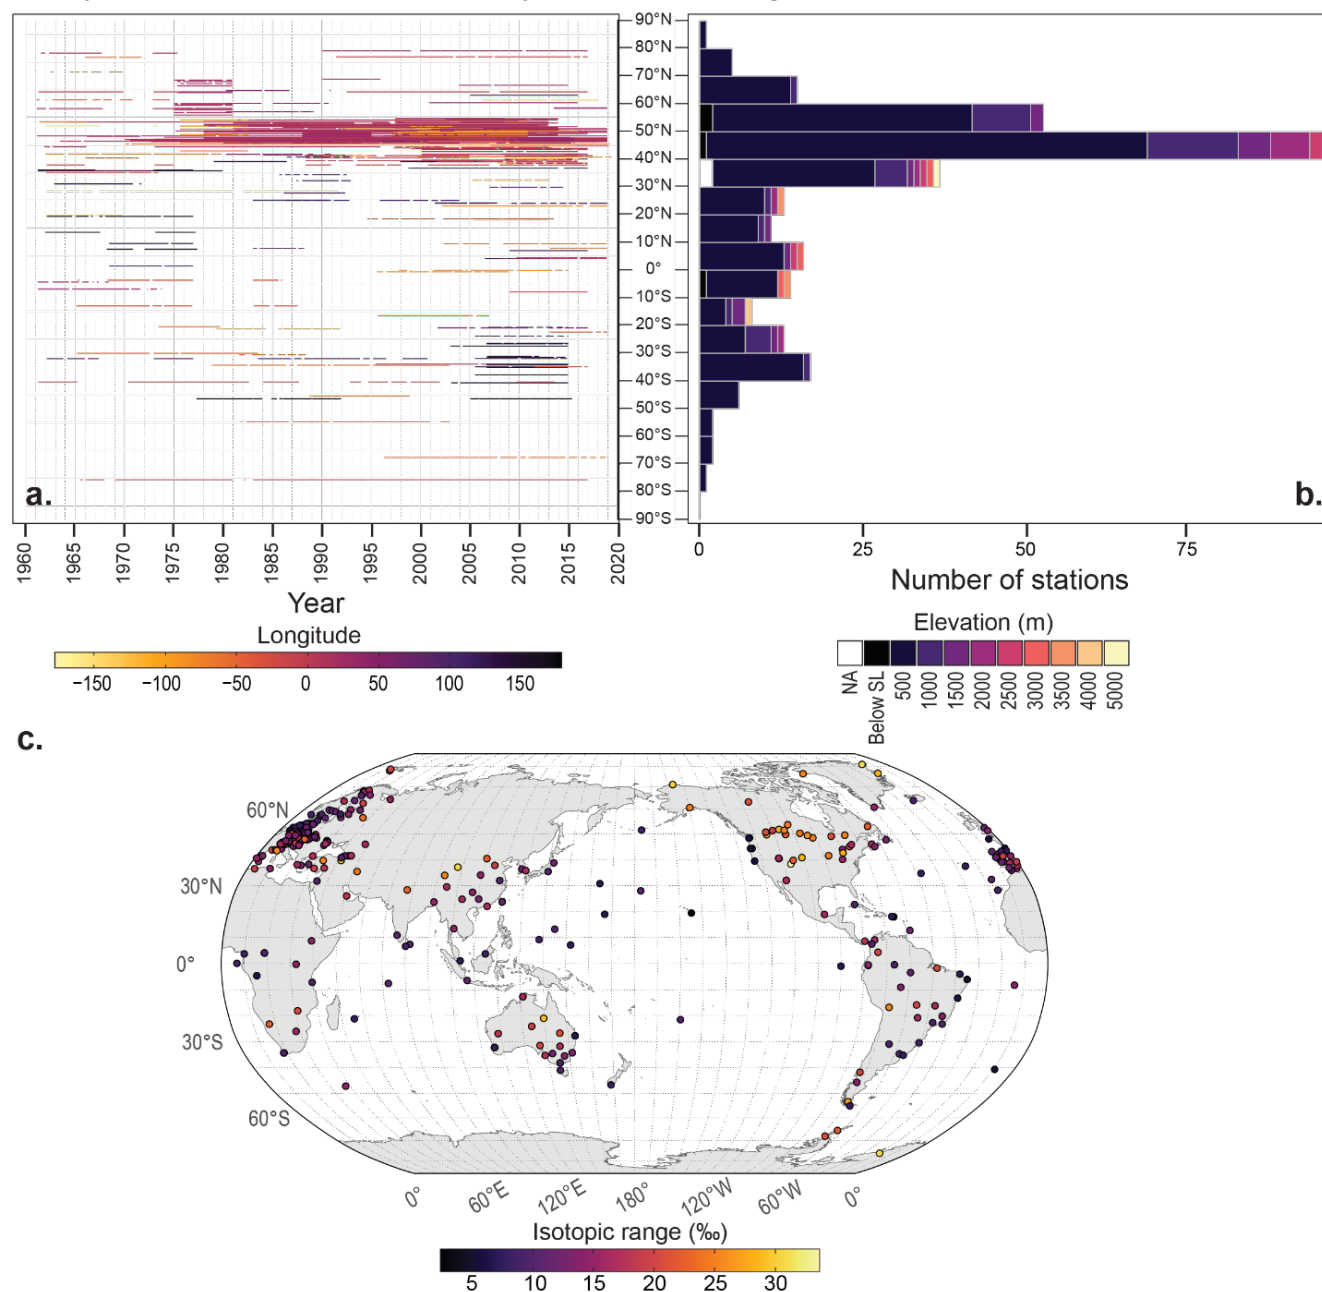 90°N
80°N
70°N
60°N
50°N
40°N
30°N
20°N
10°N
0°
10°S
20°S
30°S
40°S
50°S
60°S
70°S
80°S
90°S
a.
b.
1960 1965 1970 1975 1980 1985 1990 1995 2000 2005 2010 2015 2020
Year
0 25 50 75
Number of stations
Longitude
−150 −100 −50 0 50 100 150
Elevation (m)
NA Below SL 500 1000 1500 2000 2500 3000 3500 4000 5000
c.
60°N
30°N
0°
30°S
60°S
0° 60°E 120°E 180° 120°W 60°W 0°
Isotopic range (‰)
5 10 15 20 25 30